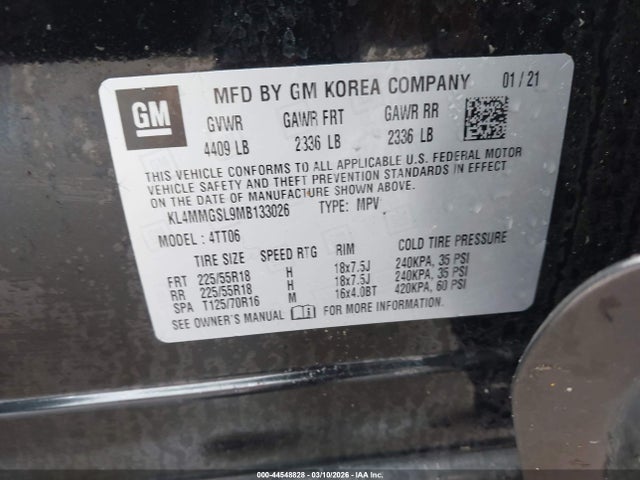 GM
MFD BY GM KOREA COMPANY 01 / 21
GVWR GAWR FRT GAWR RR
4409 LB 2336 LB 2336 LB
THIS VEHICLE CONFORMS TO ALL APPLICABLE U.S. FEDERAL MOTOR
VEHICLE SAFETY AND THEFT PREVENTION STANDARDS IN EFFECT
ON THE DATE OF MANUFACTURE SHOWN ABOVE.
KL4MMGSL9MB133026 TYPE: MPV
MODEL : 4TT06
TIRE SIZE SPEED RTG RIM COLD TIRE PRESSURE
FRT 225/55R18 H 18x7.5J 240KPA, 35 PSI
RR 225/55R18 H 18x7.5J 240KPA, 35 PSI
SPA T125/70R16 M 16x4.0BT 420KPA, 60 PSI
SEE OWNER'S MANUAL FOR MORE INFORMATION.
000-44548828 - 03/10/2026 - IAA Inc.